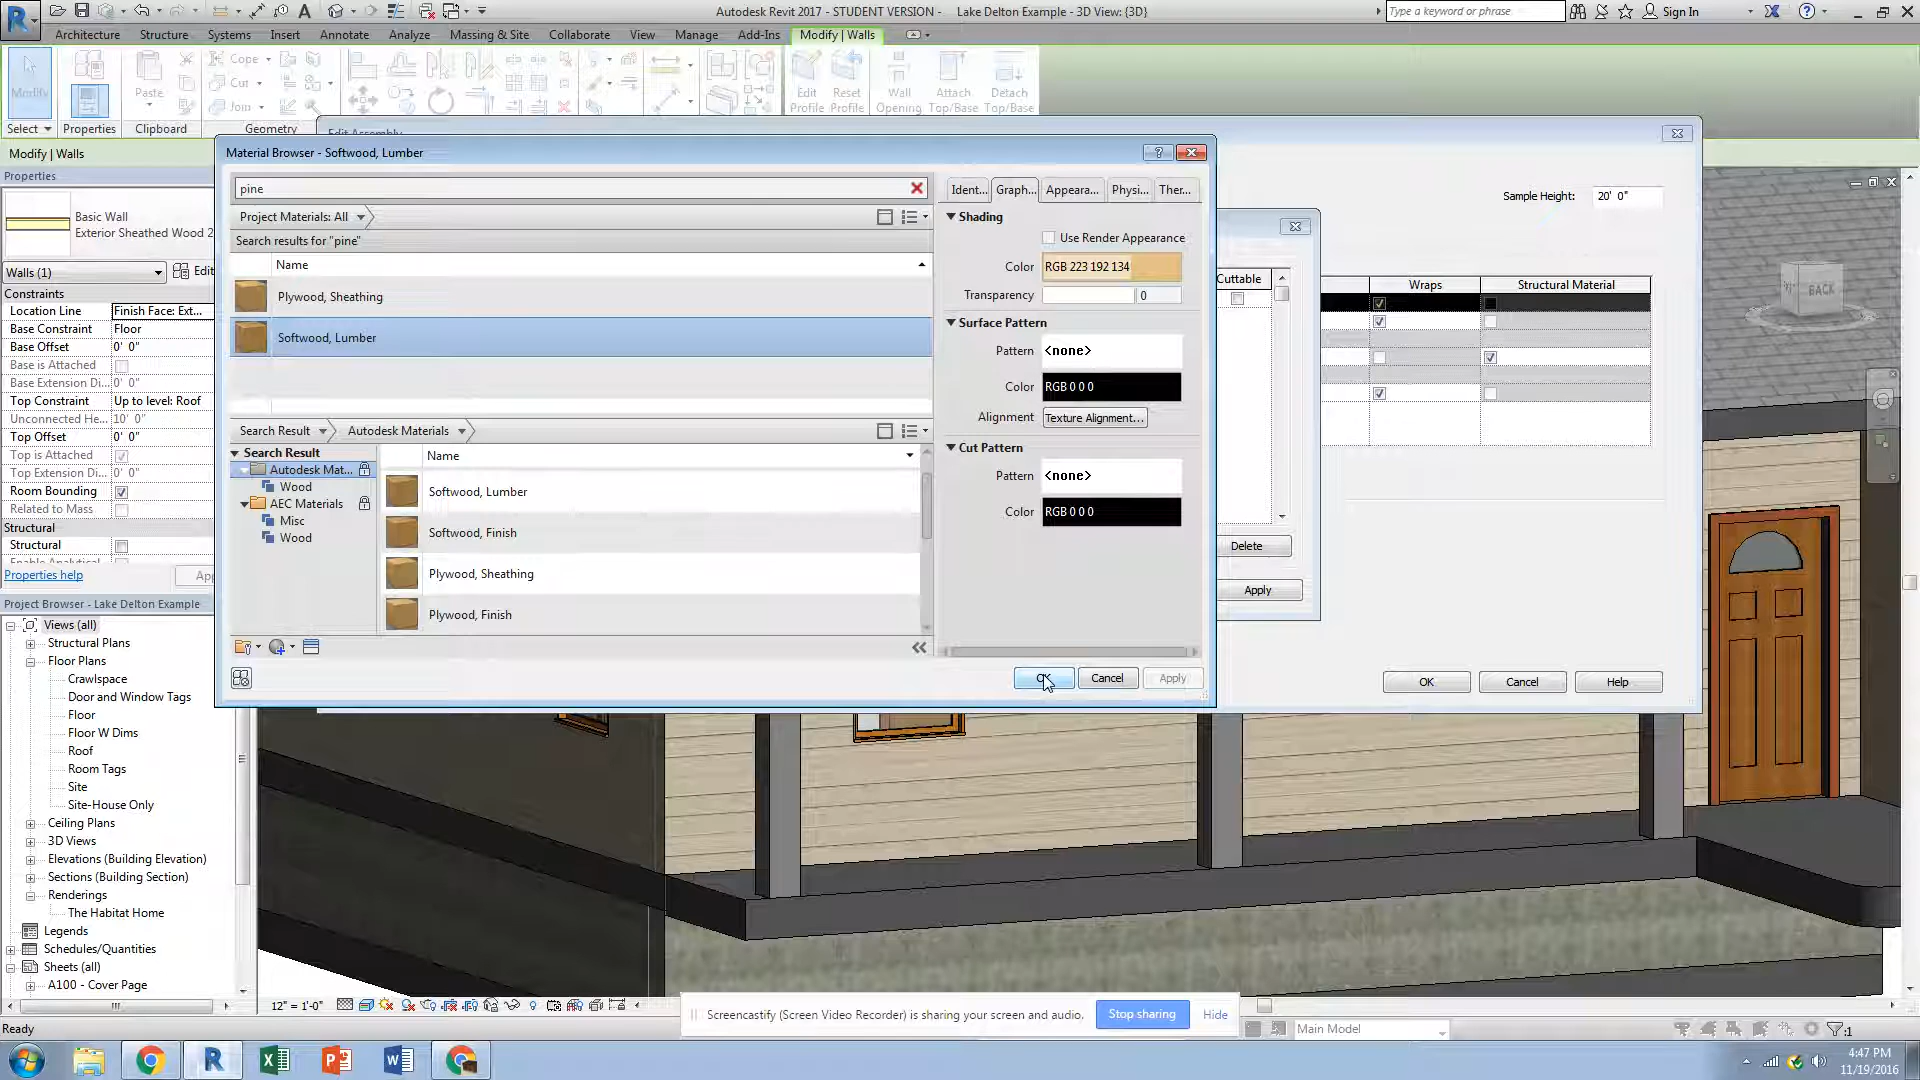 Autodesk Revit 2017 - STUDENT VERSION -    Lake Delton Example - 3D View: {3D}
Type a keyword or phrase
Sign In
Architecture
Structure
Systems
Insert
Annotate
Analyze
Massing & Site
Collaborate
View
Manage
Add-Ins
Modify | Walls
Modify
Paste
Cope
Cut
Join
Edit
Profile
Reset
Profile
Wall
Opening
Attach
Top/Base
Detach
Top/Base
Select
Properties
Clipboard
Geometry
Modify | Walls
Properties
Basic Wall
Exterior Sheathed Wood 2
Walls (1)
Edit
Constraints
Location Line
Finish Face: Ext...
Base Constraint
Floor
Base Offset
0'  0"
Base is Attached
Base Extension Di...
0'  0"
Top Constraint
Up to level: Roof
Unconnected He...
10'  0"
Top Offset
0'  0"
Top is Attached
Top Extension Di...
0'  0"
Room Bounding
Related to Mass
Structural
Structural
Enable Analytical
Properties help
App
Project Browser - Lake Delton Example
Views (all)
Structural Plans
Floor Plans
Crawlspace
Door and Window Tags
Floor
Floor W Dims
Roof
Room Tags
Site
Site-House Only
Ceiling Plans
3D Views
Elevations (Building Elevation)
Sections (Building Section)
Renderings
The Habitat Home
Legends
Schedules/Quantities
Sheets (all)
A100 - Cover Page
Edit Assembly
Material Browser - Softwood, Lumber
pine
Project Materials: All
Search results for "pine"
Name
Plywood, Sheathing
Softwood, Lumber
Search Result
Autodesk Materials
Search Result
Autodesk Mat...
Wood
AEC Materials
Misc
Wood
Name
Softwood, Lumber
Softwood, Finish
Plywood, Sheathing
Plywood, Finish
Ident...
Graph...
Appeara...
Physi...
Ther...
Shading
Use Render Appearance
Color
RGB 223 192 134
Transparency
0
Surface Pattern
Pattern
<none>
Color
RGB 0 0 0
Alignment
Texture Alignment...
Cut Pattern
Pattern
<none>
Color
RGB 0 0 0
OK
Cancel
Apply
Cuttable
Delete
Apply
Sample Height:
20'  0"
Wraps
Structural Material
OK
Cancel
Help
BACK
12" = 1'-0"
Screencastify (Screen Video Recorder) is sharing your screen and audio.
Stop sharing
Hide
Ready
Main Model
:1
4:47 PM
11/19/2016